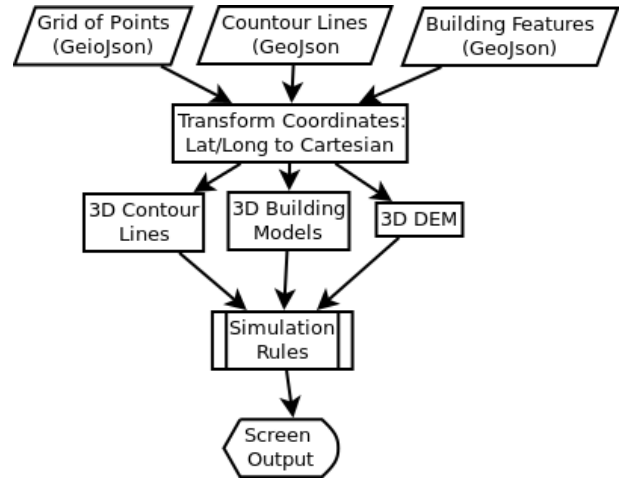 Grid of Points
(GeioJson)
Countour Lines
(GeoJson
Building Features
(GeoJson)
Transform Coordinates:
Lat/Long to Cartesian
3D Contour
Lines
3D Building
Models
3D DEM
Simulation
Rules
Screen
Output